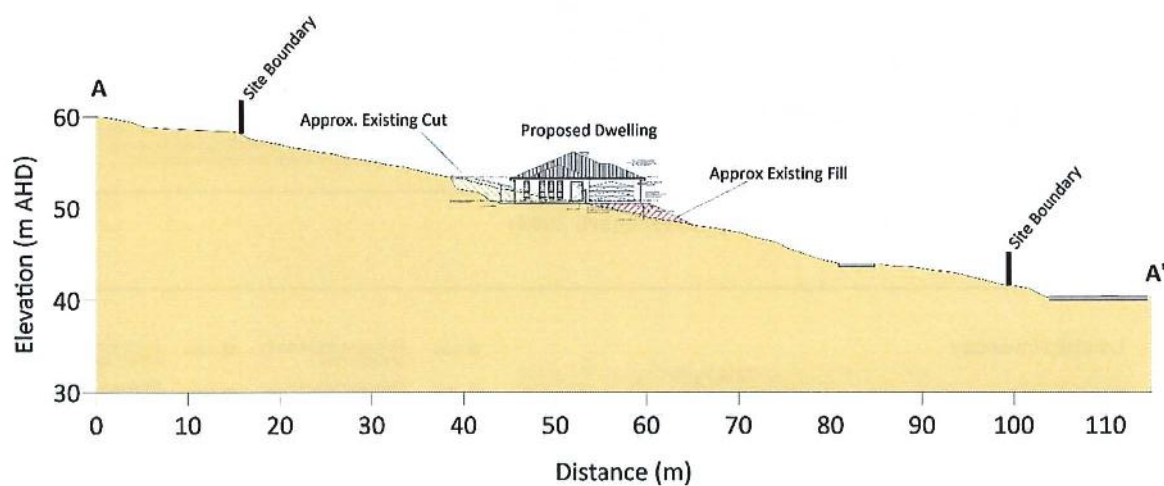 A
Site Boundary
Approx. Existing Cut
Proposed Dwelling
Approx Existing Fill
Site Boundary
A'
Elevation (m AHD)
60
50
40
30
0 10 20 30 40 50 60 70 80 90 100 110
Distance (m)